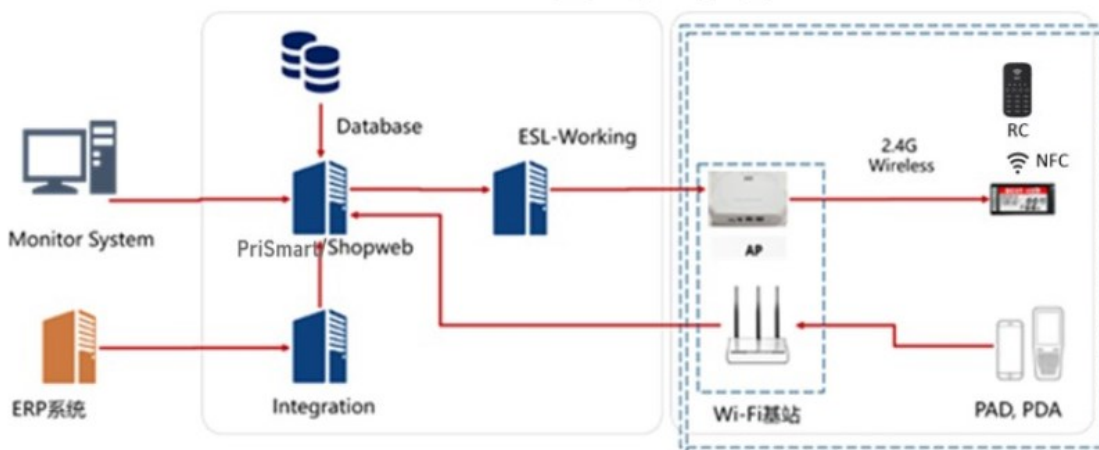 Database
ESL-Working
2.4G
Wireless
RC
NFC
Monitor System
PriSmart/Shopweb
AP
ERP系统
Integration
Wi-Fi基站
PAD, PDA